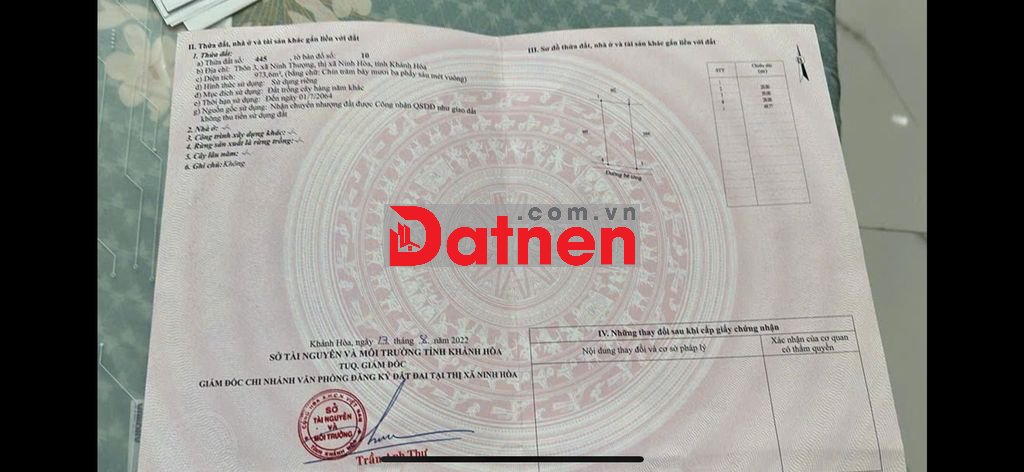 II. Thửa đất, nhà ở và tài sản khác gắn liền với đất
1. Thửa đất:
a) Thửa đất số: 445 tờ bản đồ số: 10
b) Địa chỉ: Thôn 3, xã Ninh Thượng, thị xã Ninh Hòa, tỉnh Khánh Hòa
c) Diện tích: 973,6m², (bằng chữ: Chín trăm bảy mươi ba phẩy sáu mét vuông)
d) Hình thức sử dụng: Sử dụng riêng
đ) Mục đích sử dụng: Đất trồng cây hàng năm khác
e) Thời hạn sử dụng: Đến ngày 01/7/2064
g) Nguồn gốc sử dụng: Nhận chuyển nhượng đất được Công nhận QSDĐ như giao đất
không thu tiền sử dụng đất
2. Nhà ở: -/-
3. Công trình xây dựng khác: -/-
4. Rừng sản xuất là rừng trồng: -/-
5. Cây lâu năm: -/-
6. Ghi chú: Không
III. Sơ đồ thửa đất, nhà ở và tài sản khác gắn liền với đất
STT Chiều dài
(m)
Đường bê tông
.com.vn
Datnen
Khánh Hòa, ngày 17 tháng 8 năm 2022
SỞ TÀI NGUYÊN VÀ MÔI TRƯỜNG TỈNH KHÁNH HÒA
TUQ. GIÁM ĐỐC
GIÁM ĐỐC CHI NHÁNH VĂN PHÒNG ĐĂNG KÝ ĐẤT ĐAI TẠI THỊ XÃ NINH HÒA
SỞ
TÀI NGUYÊN
VÀ
MÔI TRƯỜNG
Trần Anh Thư
IV. Những thay đổi sau khi cấp giấy chứng nhận
Nội dung thay đổi và cơ sở pháp lý
Xác nhận của cơ quan
có thẩm quyền